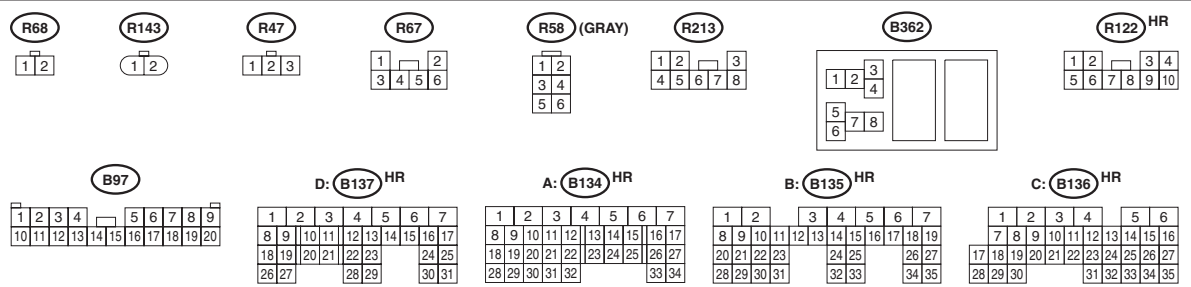 R68 R143 R47 R67 R58 (GRAY) R213 B362 R122 HR
1 2 1 2 1 2 3 1 2 1 2 1 2 3 3 1 2 3 4
3 4 5 6 3 4 4 5 6 7 8 1 2 4 5 6 7 8 9 10
5 6 5 7 8
6
B97 D: B137 HR A: B134 HR B: B135 HR C: B136 HR
1 2 3 4 5 6 7 8 9 1 2 3 4 5 6 7 1 2 3 4 5 6 7 1 2 3 4 5 6 7 1 2 3 4 5 6
10 11 12 13 14 15 16 17 18 19 20 8 9 10 11 12 13 14 15 16 17 8 9 10 11 12 13 14 15 16 17 8 9 10 11 12 13 14 15 16 17 18 19 7 8 9 10 11 12 13 14 15 16
18 19 20 21 22 23 24 25 18 19 20 21 22 23 24 25 26 27 20 21 22 23 24 25 26 27 17 18 19 20 21 22 23 24 25 26 27
26 27 28 29 30 31 28 29 30 31 32 33 34 28 29 30 31 32 33 34 35 28 29 30 31 32 33 34 35